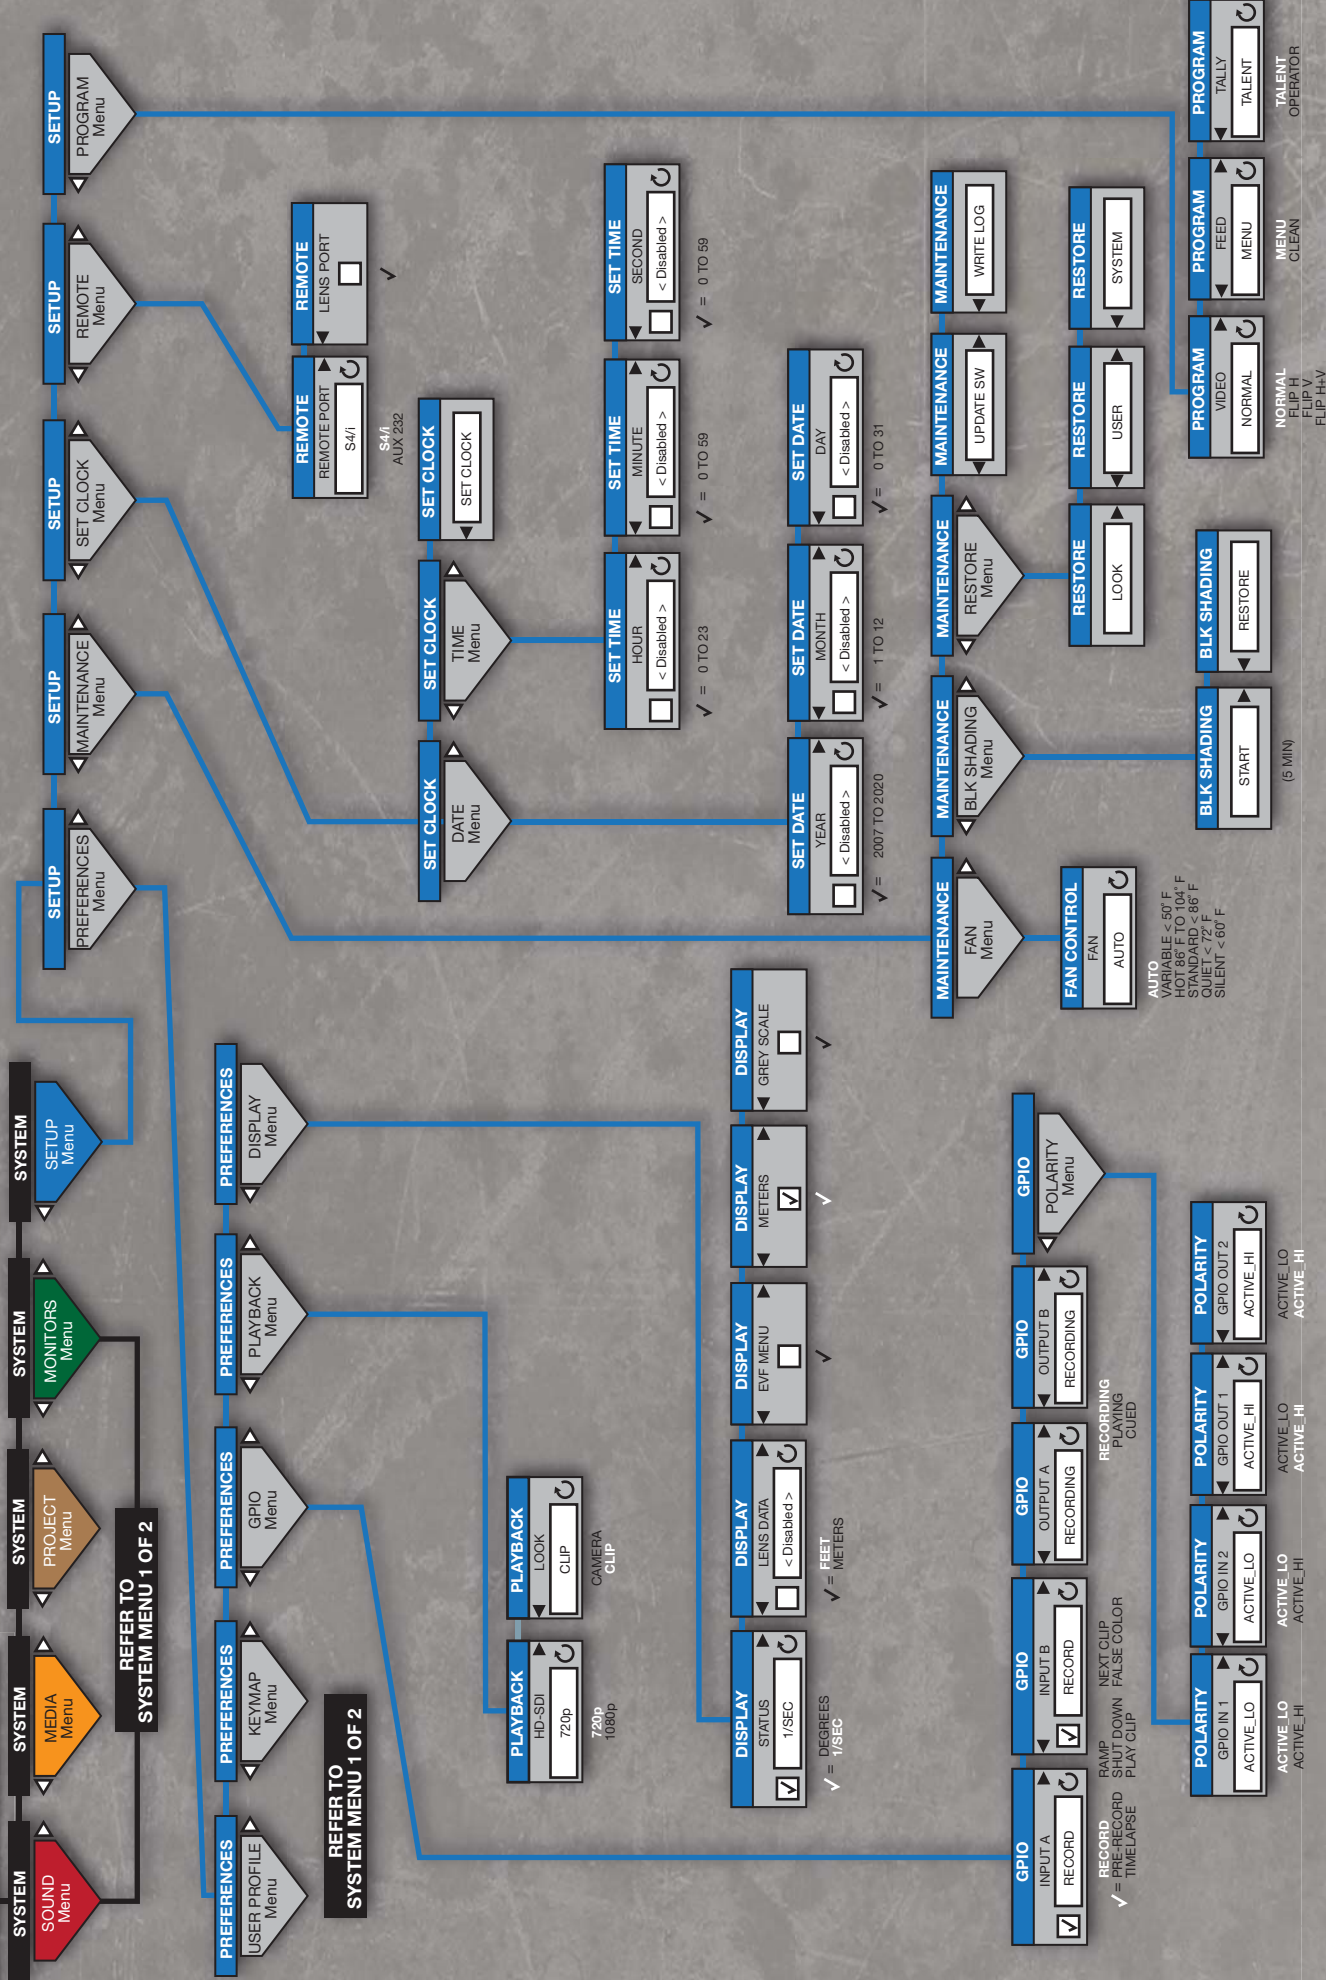 SYSTEM
SOUND
Menu
SYSTEM
MEDIA
Menu
SYSTEM
PROJECT
Menu
SYSTEM
MONITORS
Menu
SYSTEM
SETUP
Menu
REFER TO
SYSTEM MENU 1 OF 2
SETUP
PREFERENCES
Menu
SETUP
MAINTENANCE
Menu
SETUP
SET CLOCK
Menu
SETUP
REMOTE
Menu
SETUP
PROGRAM
Menu
PREFERENCES
USER PROFILE
Menu
PREFERENCES
KEYMAP
Menu
PREFERENCES
GPIO
Menu
PREFERENCES
PLAYBACK
Menu
PREFERENCES
DISPLAY
Menu
REFER TO
SYSTEM MENU 1 OF 2
REMOTE
REMOTE PORT
S4/i
S4/i
AUX 232
REMOTE
LENS PORT
✓
SET CLOCK
DATE
Menu
SET CLOCK
TIME
Menu
SET CLOCK
SET CLOCK
PLAYBACK
HD-SDI
720p
720p
1080p
PLAYBACK
LOOK
CLIP
CAMERA
CLIP
SET TIME
HOUR
< Disabled >
✓ = 0 TO 23
SET TIME
MINUTE
< Disabled >
✓ = 0 TO 59
SET TIME
SECOND
< Disabled >
✓ = 0 TO 59
DISPLAY
STATUS
1/SEC
✓ = DEGREES
1/SEC
DISPLAY
LENS DATA
< Disabled >
✓ = FEET
METERS
DISPLAY
EVF MENU
✓
DISPLAY
METERS
✓
DISPLAY
GREY SCALE
✓
SET DATE
YEAR
< Disabled >
✓ = 2007 TO 2020
SET DATE
MONTH
< Disabled >
✓ = 1 TO 12
SET DATE
DAY
< Disabled >
✓ = 0 TO 31
MAINTENANCE
FAN
Menu
MAINTENANCE
BLK SHADING
Menu
MAINTENANCE
RESTORE
Menu
MAINTENANCE
UPDATE SW
MAINTENANCE
WRITE LOG
GPIO
INPUT A
RECORD
GPIO
INPUT B
RECORD
RECORD
✓ = PRE-RECORD
TIMELAPSE
RAMP
SHUT DOWN
PLAY CLIP
NEXT CLIP
FALSE COLOR
GPIO
OUTPUT A
RECORDING
GPIO
OUTPUT B
RECORDING
RECORDING
PLAYING
CUED
GPIO
POLARITY
Menu
FAN CONTROL
FAN
AUTO
AUTO
VARIABLE < 50° F
HOT 86° F TO 104° F
STANDARD < 86° F
QUIET < 72° F
SILENT < 60° F
RESTORE
LOOK
RESTORE
USER
RESTORE
SYSTEM
POLARITY
GPIO IN 1
ACTIVE_LO
ACTIVE_LO
ACTIVE_HI
POLARITY
GPIO IN 2
ACTIVE_LO
ACTIVE_LO
ACTIVE_HI
POLARITY
GPIO OUT 1
ACTIVE_HI
ACTIVE_LO
ACTIVE_HI
POLARITY
GPIO OUT 2
ACTIVE_HI
ACTIVE_LO
ACTIVE_HI
BLK SHADING
START
(5 MIN)
BLK SHADING
RESTORE
PROGRAM
VIDEO
NORMAL
NORMAL
FLIP H
FLIP V
FLIP H+V
PROGRAM
FEED
MENU
MENU
CLEAN
PROGRAM
TALLY
TALENT
TALENT
OPERATOR